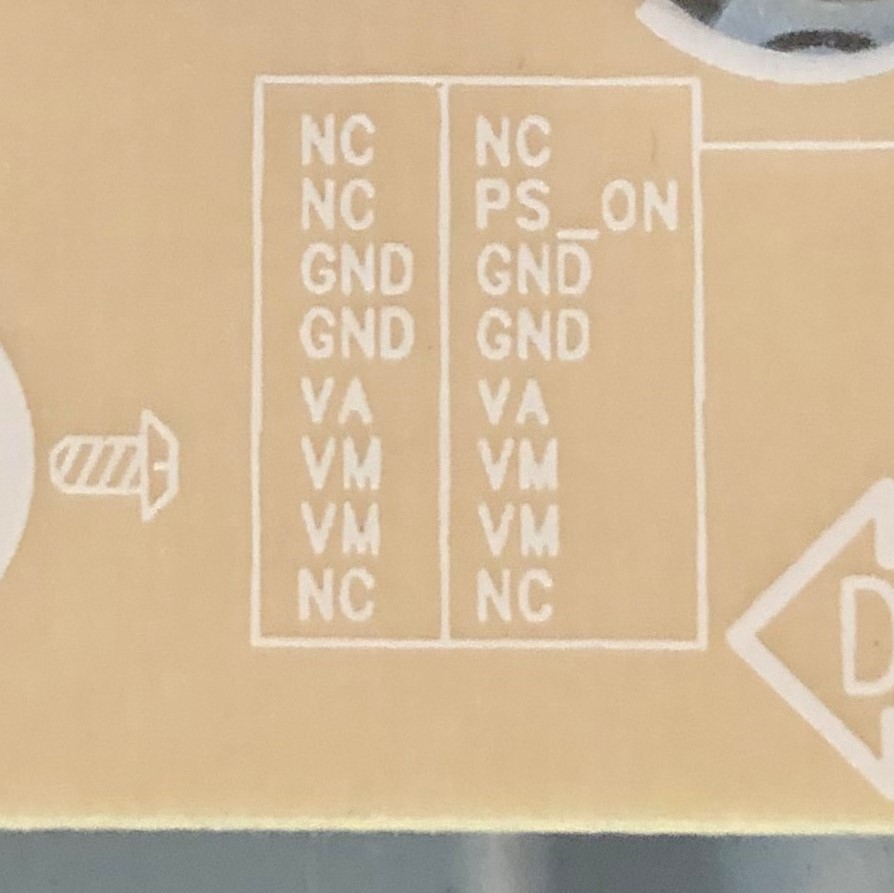 NC NC
NC PS_ON
GND GND
GND GND
VA VA
VM VM
VM VM
NC NC
D